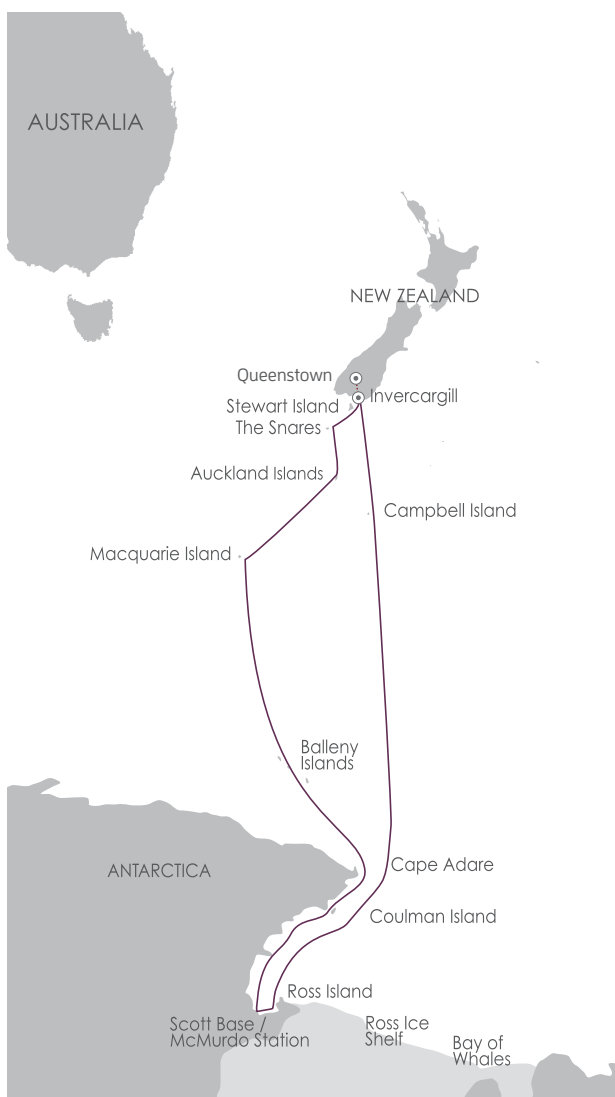 AUSTRALIA
NEW ZEALAND
Queenstown
Invercargill
Stewart Island
The Snares
Auckland Islands
Campbell Island
Macquarie Island
Balleny
Islands
Cape Adare
ANTARCTICA
Coulman Island
Ross Island
Scott Base /
McMurdo Station
Ross Ice
Shelf
Bay of
Whales